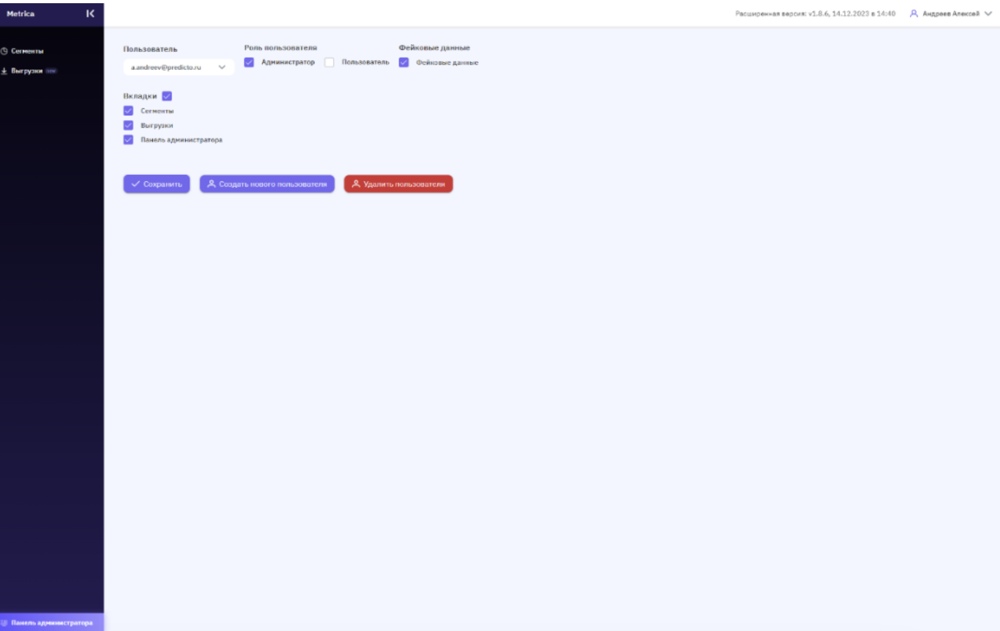 Metrica
Расширенная версия: v1.8.6, 14.12.2023 в 14:40
Андреев Алексей
Сегменты
Выгрузки new
Панель администратора
Пользователь
a.andreev@predicto.ru
Роль пользователя
Администратор Пользователь
Фейковые данные
Фейковые данные
Вкладки
Сегменты
Выгрузки
Панель администратора
Сохранить
Создать нового пользователя
Удалить пользователя